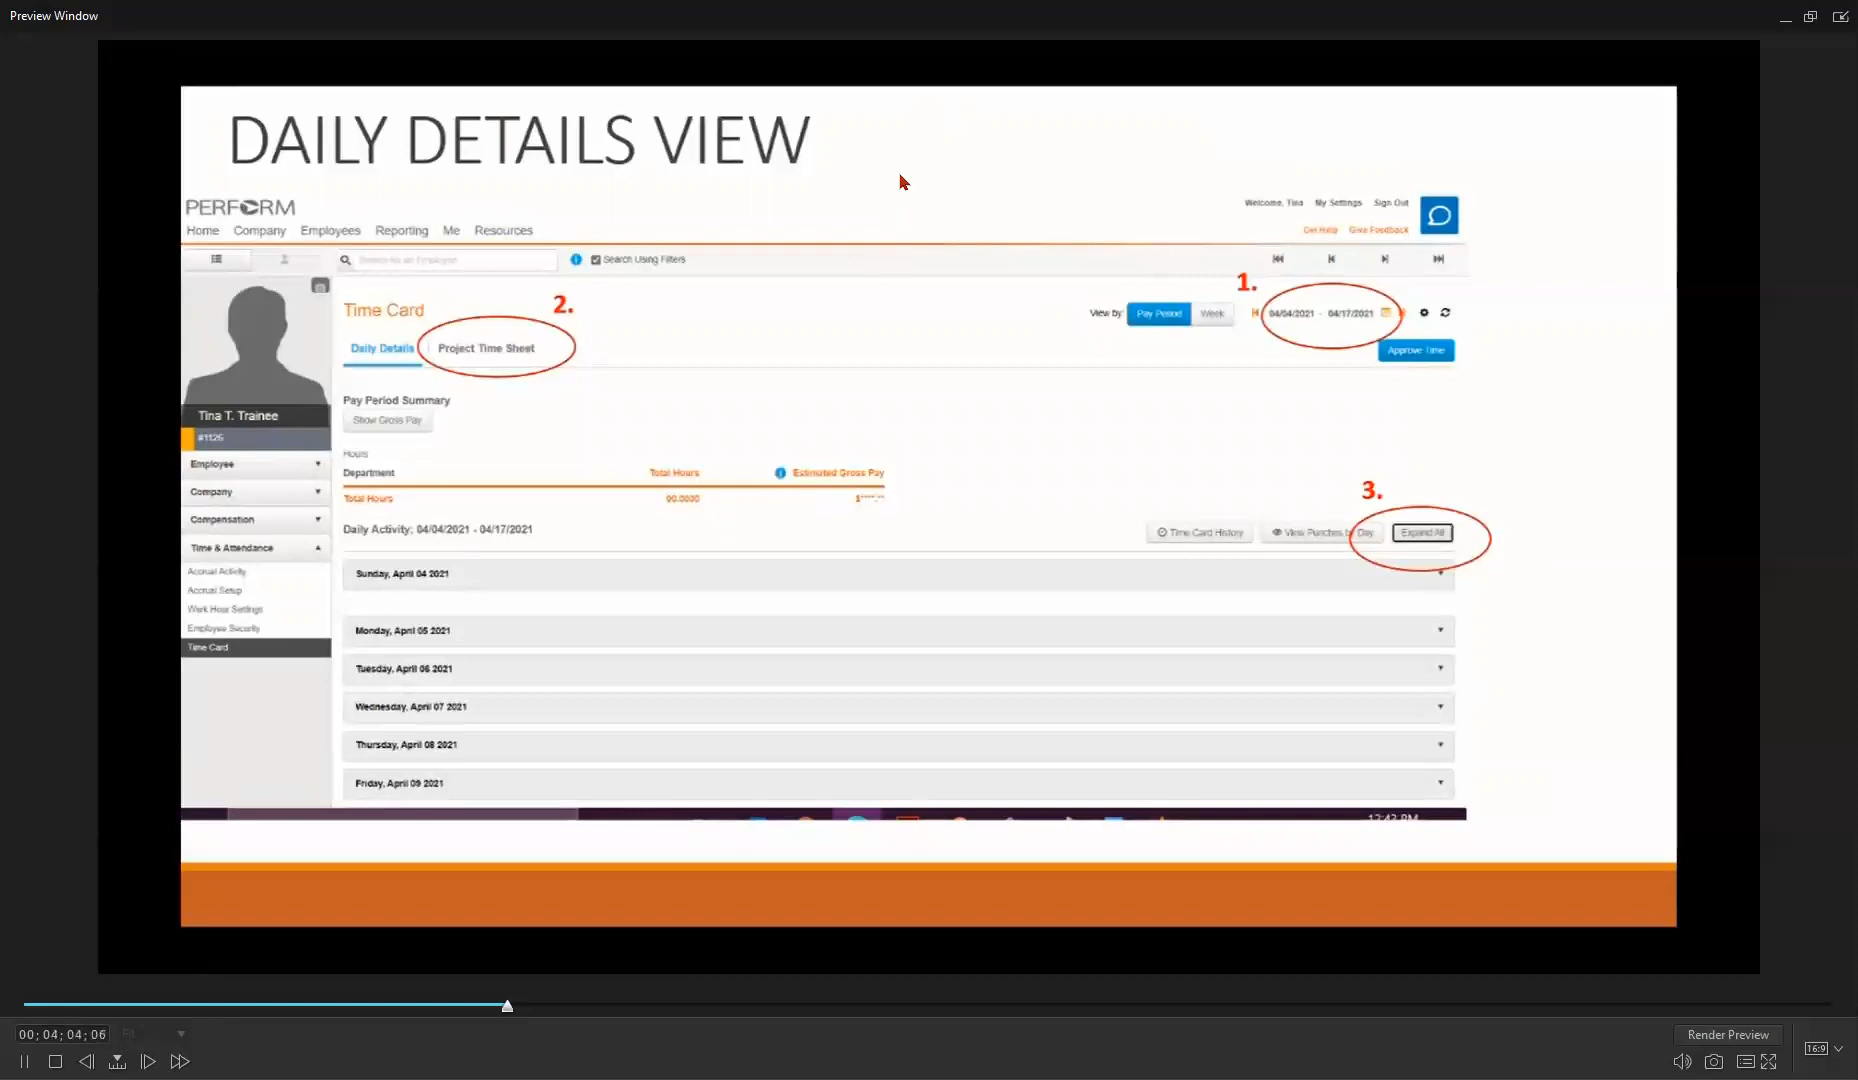 Preview Window
DAILY DETAILS VIEW
PERFORM
Welcome, Tina My Settings Sign Out
Home Company Employees Reporting Me Resources
Get Help Give Feedback
Search for an Employee
Search Using Filters
1.
2.
Time Card
View by: Pay Period Week
04/04/2021 - 04/17/2021
Daily Details Project Time Sheet
Approve Time
Pay Period Summary
Show Gross Pay
Tina T. Trainee
#1126
Hours
Employee
Department Total Hours Estimated Gross Pay
Company
Total Hours 90.0000
3.
Compensation
Daily Activity: 04/04/2021 - 04/17/2021
Time Card History View Punches by Day Expand All
Time & Attendance
Accrual Activity
Sunday, April 04 2021
Accrual Setup
Work Hour Settings
Employee Security
Monday, April 05 2021
Time Card
Tuesday, April 06 2021
Wednesday, April 07 2021
Thursday, April 08 2021
Friday, April 09 2021
00;04;04;06
Fit
Render Preview
16:9